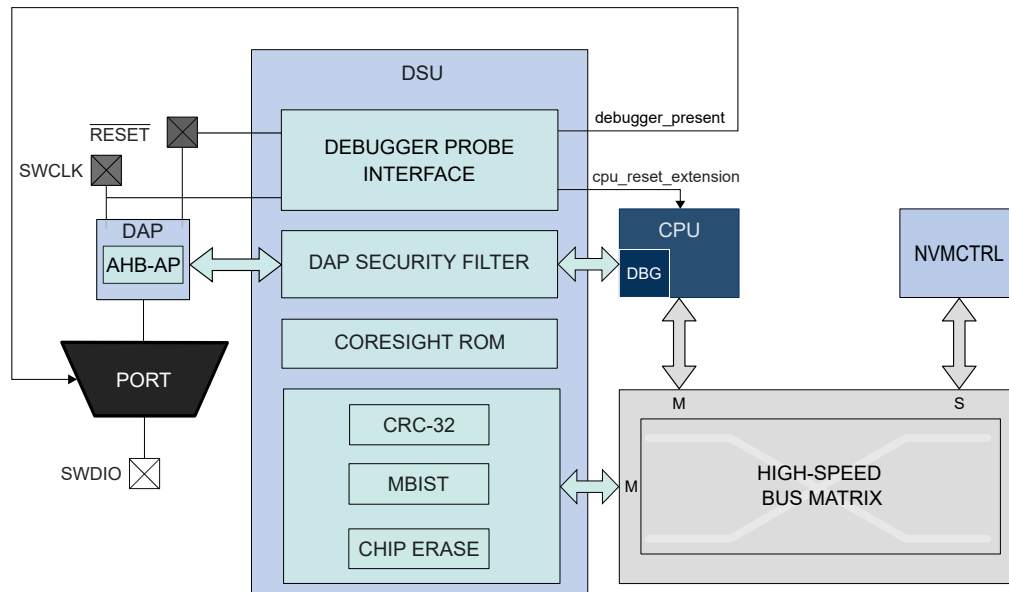 DSU
debugger_present
RESET
DEBUGGER PROBE
INTERFACE
SWCLK
cpu_reset_extension
DAP
CPU
AHB-AP
DAP SECURITY FILTER
DBG
NVMCTRL
CORESIGHT ROM
PORT
M
S
CRC-32
HIGH-SPEED
BUS MATRIX
SWDIO
MBIST
M
CHIP ERASE